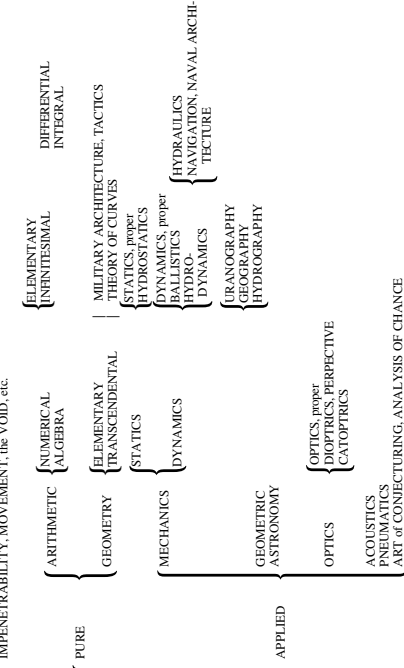 IMPENETRABILITY, MOVEMENT, the VOID, etc.
PURE
ARITHMETIC
NUMERICAL
ALGEBRA
ELEMENTARY
INFINITESIMAL
DIFFERENTIAL
INTEGRAL
GEOMETRY
ELEMENTARY | MILITARY ARCHITECTURE, TACTICS
TRANSCENDENTAL | THEORY OF CURVES
APPLIED
MECHANICS
STATICS
STATICS, proper
HYDROSTATICS
DYNAMICS
DYNAMICS, proper
BALLISTICS
HYDRO-
DYNAMICS
HYDRAULICS
NAVIGATION, NAVAL ARCHI-
TECTURE
GEOMETRIC
ASTRONOMY
URANOGRAPHY
GEOGRAPHY
HYDROGRAPHY
OPTICS
OPTICS, proper
DIOPTRICS, PERPECTIVE
CATOPTRICS
ACOUSTICS
PNEUMATICS
ART of CONJECTURING, ANALYSIS OF CHANCE